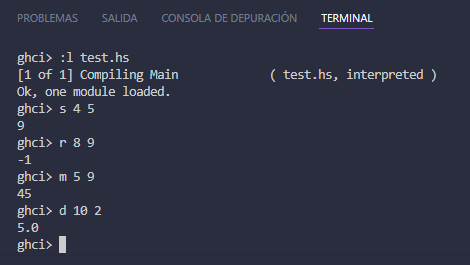 PROBLEMAS SALIDA CONSOLA DE DEPURACIÓN TERMINAL
ghci> :l test.hs
[1 of 1] Compiling Main             ( test.hs, interpreted )
Ok, one module loaded.
ghci> s 4 5
9
ghci> r 8 9
-1
ghci> m 5 9
45
ghci> d 10 2
5.0
ghci>